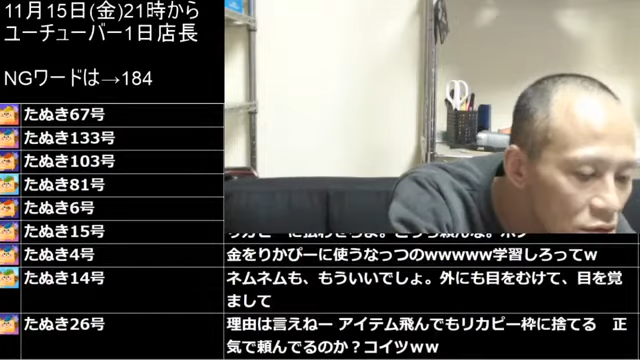 11月15日(金)21時から
ユーチューバー1日店長
NGワードは→184
たぬき67号
たぬき133号
たぬき103号
たぬき81号
たぬき6号
たぬき15号
たぬき4号
金をりかぴーに使うなっつのwwwww学習しろってw
たぬき14号
ネムネムも、もういいでしょ。外にも目をむけて、目を覚
まして
たぬき26号
理由は言えねー アイテム飛んでもリカピー枠に捨てる　正
気で頼んでるのか？コイツｗｗ